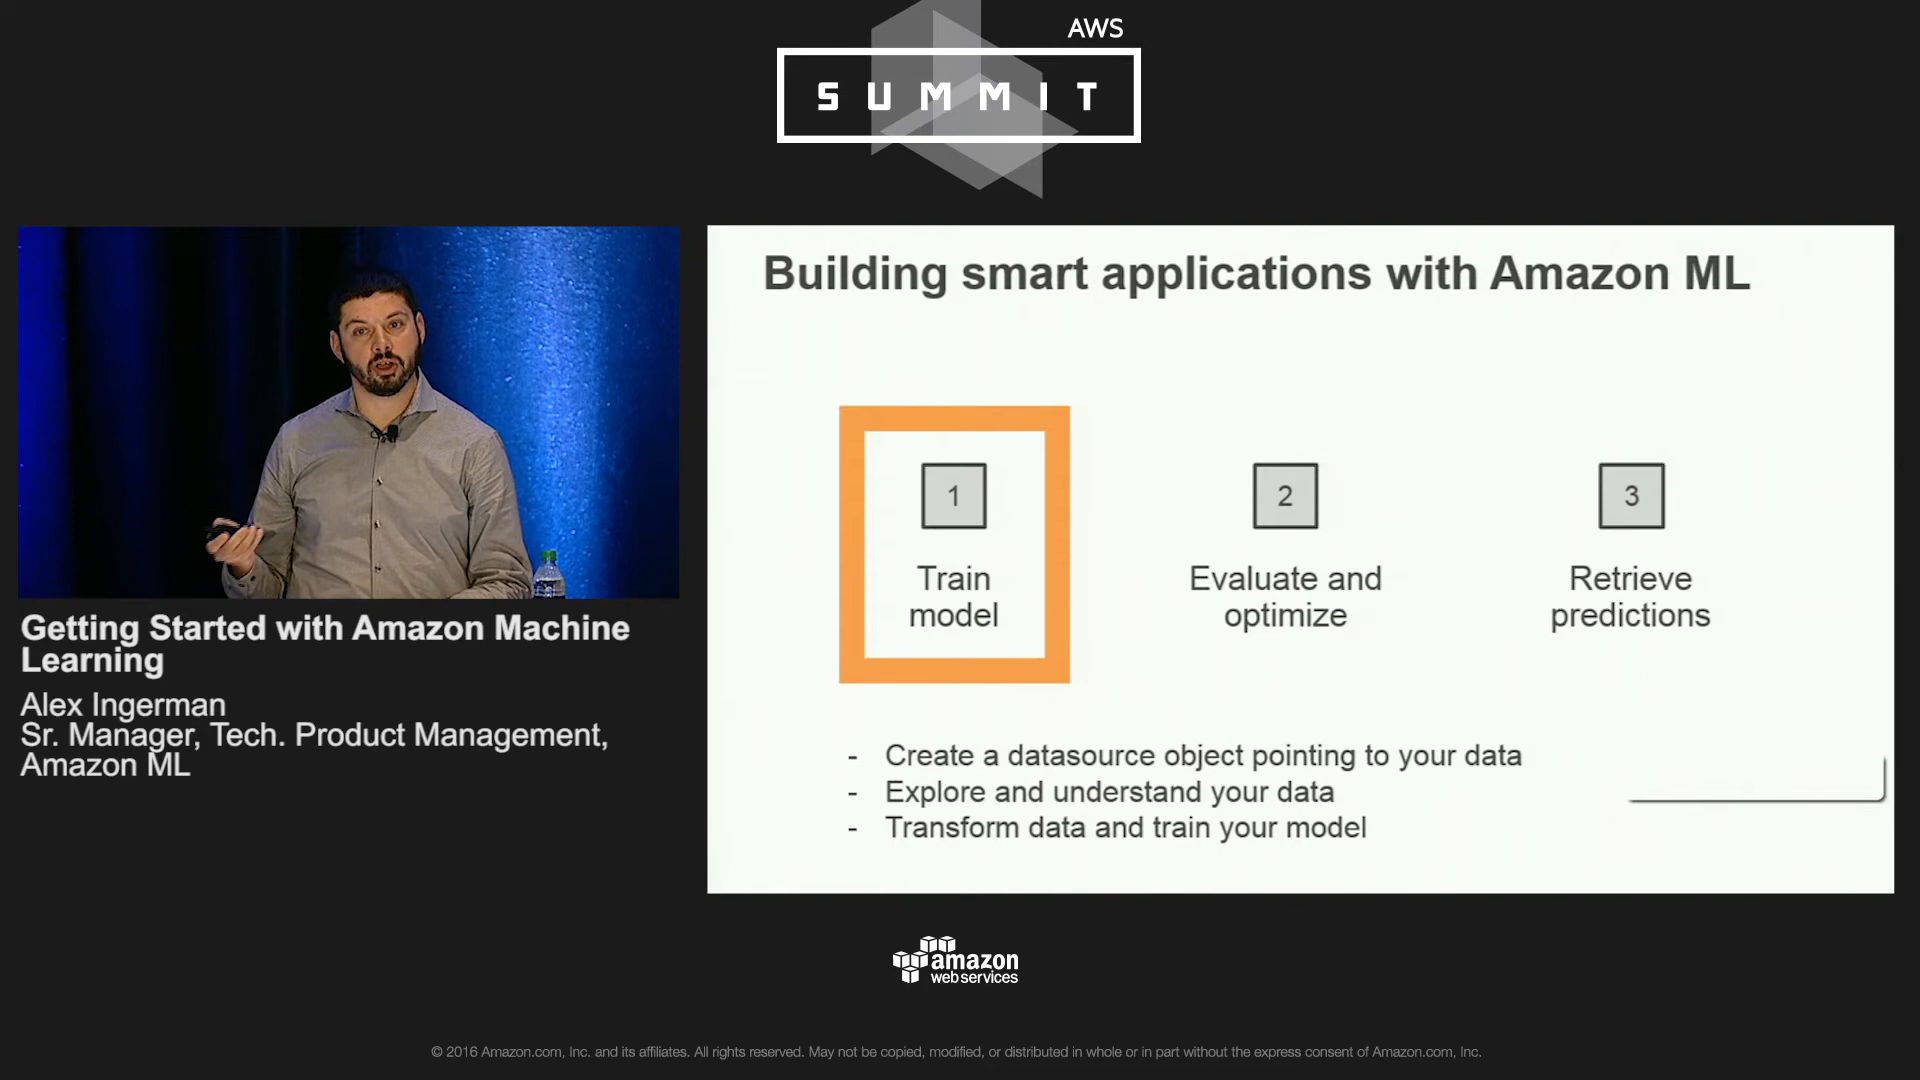 AWS
SUMMIT
Building smart applications with Amazon ML
1
2
3
Train
model
Evaluate and
optimize
Retrieve
predictions
- Create a datasource object pointing to your data
- Explore and understand your data
- Transform data and train your model
Getting Started with Amazon Machine
Learning
Alex Ingerman
Sr. Manager, Tech. Product Management,
Amazon ML
amazon
web services
© 2016 Amazon.com, Inc. and its affiliates. All rights reserved. May not be copied, modified, or distributed in whole or in part without the express consent of Amazon.com, Inc.